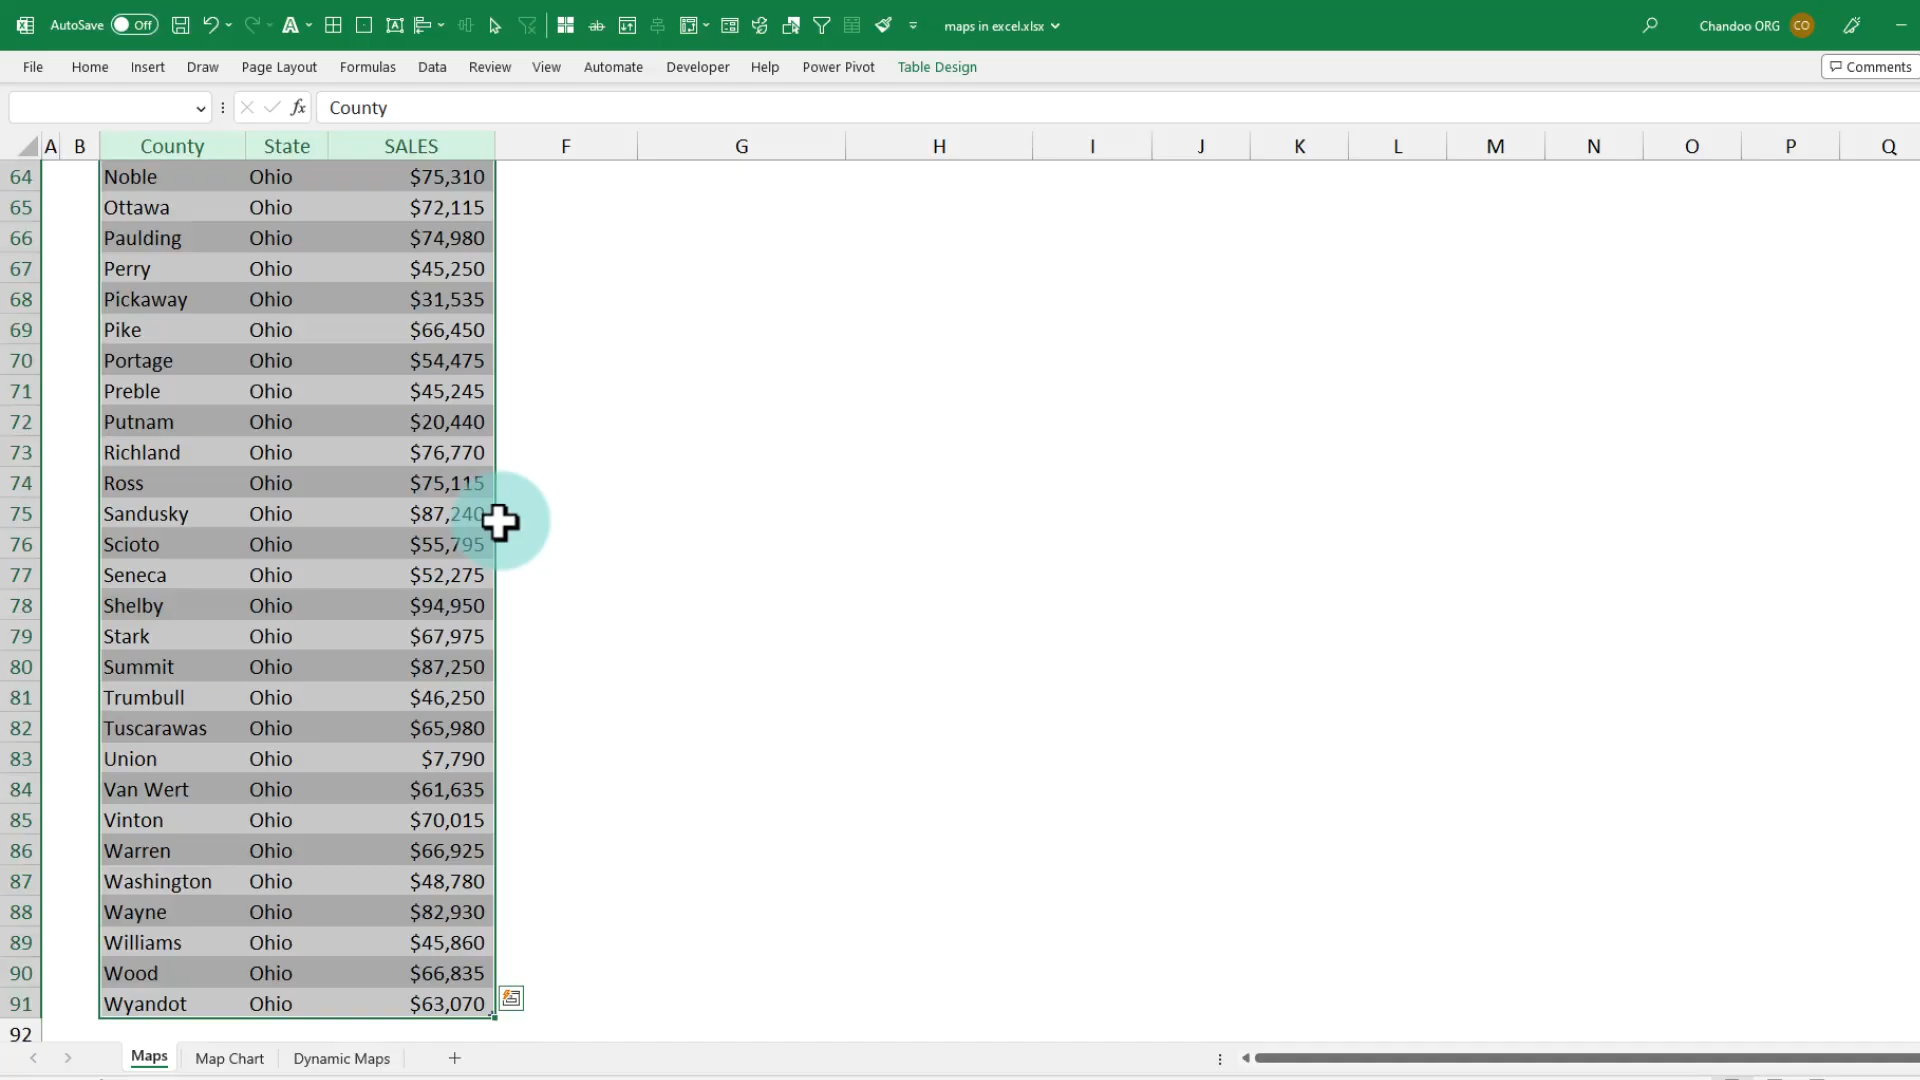 AutoSave Off maps in excel.xlsx Chandoo ORG CO
File Home Insert Draw Page Layout Formulas Data Review View Automate Developer Help Power Pivot Table Design Comments
fx County
A B County State SALES F G H I J K L M N O P Q
64 Noble Ohio $75,310
65 Ottawa Ohio $72,115
66 Paulding Ohio $74,980
67 Perry Ohio $45,250
68 Pickaway Ohio $31,535
69 Pike Ohio $66,450
70 Portage Ohio $54,475
71 Preble Ohio $45,245
72 Putnam Ohio $20,440
73 Richland Ohio $76,770
74 Ross Ohio $75,115
75 Sandusky Ohio $87,240
76 Scioto Ohio $55,795
77 Seneca Ohio $52,275
78 Shelby Ohio $94,950
79 Stark Ohio $67,975
80 Summit Ohio $87,250
81 Trumbull Ohio $46,250
82 Tuscarawas Ohio $65,980
83 Union Ohio $7,790
84 Van Wert Ohio $61,635
85 Vinton Ohio $70,015
86 Warren Ohio $66,925
87 Washington Ohio $48,780
88 Wayne Ohio $82,930
89 Williams Ohio $45,860
90 Wood Ohio $66,835
91 Wyandot Ohio $63,070
92
Maps Map Chart Dynamic Maps